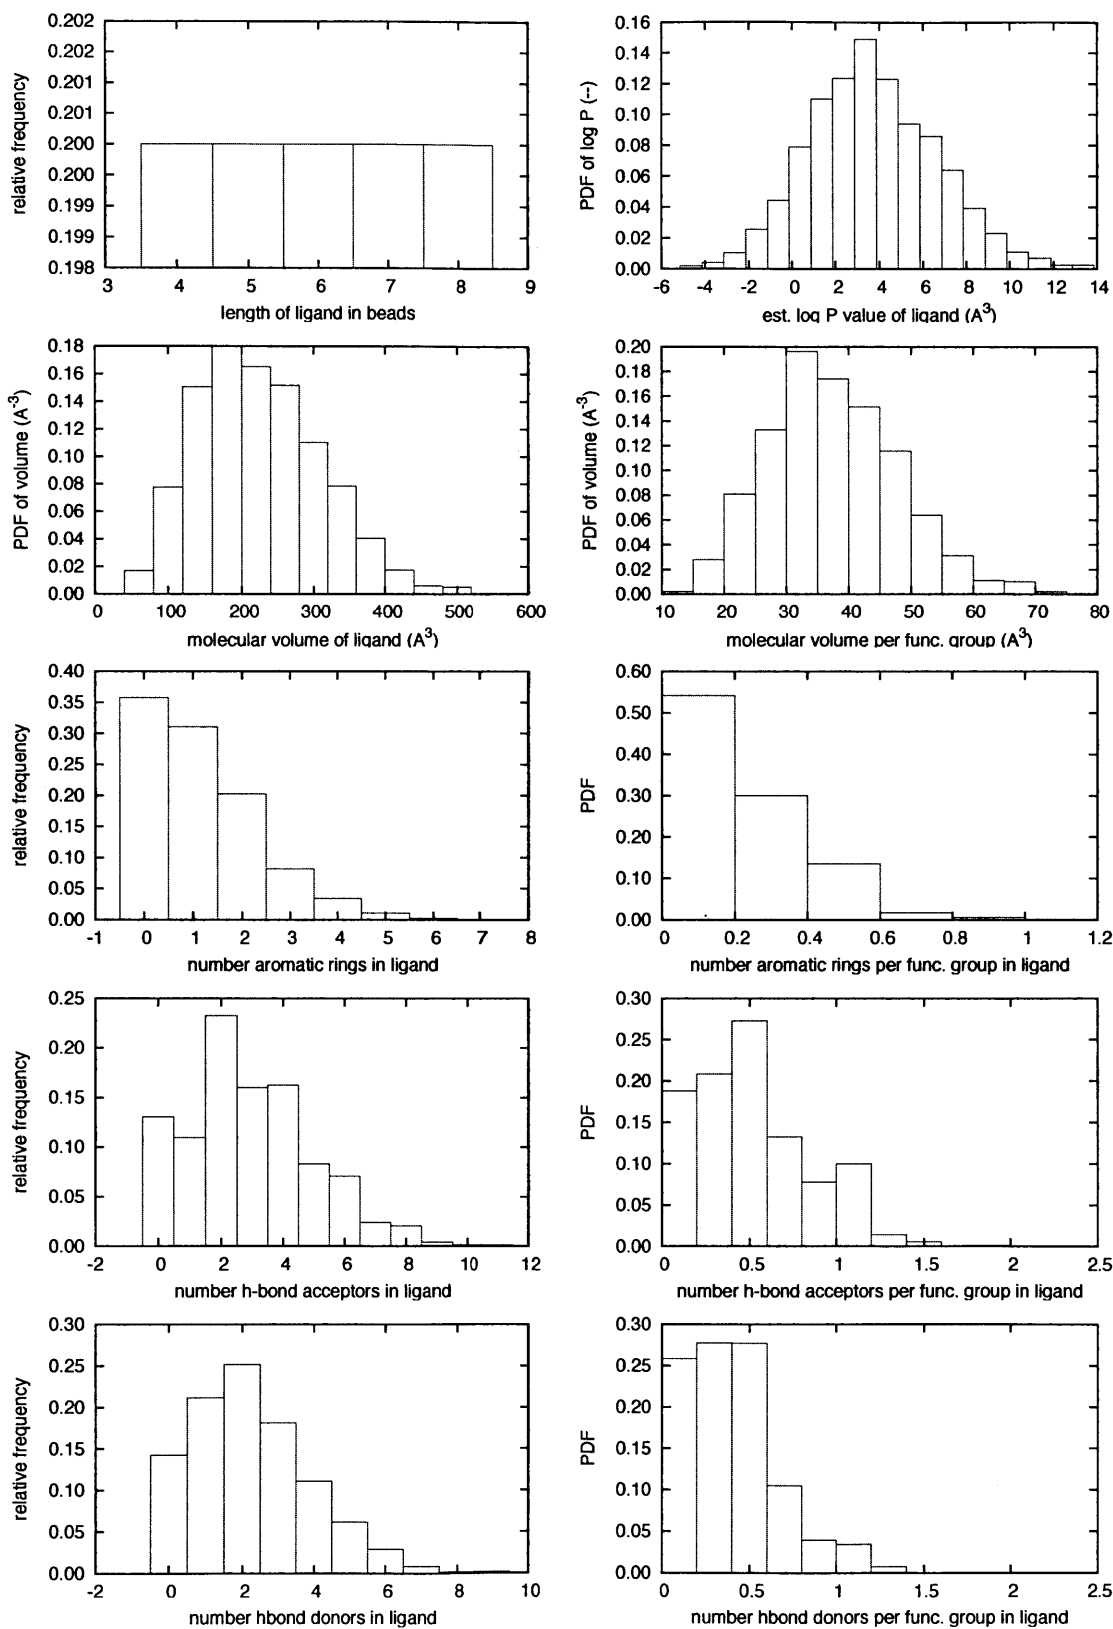 0.202
0.202
0.201
0.201
0.200
0.200
0.199
0.199
0.198
relative frequency
3 4 5 6 7 8 9
length of ligand in beads
0.16
0.14
0.12
0.10
0.08
0.06
0.04
0.02
0.00
PDF of log P (--)
-6 -4 -2 0 2 4 6 8 10 12 14
est. log P value of ligand (A^3)
0.18
0.16
0.14
0.12
0.10
0.08
0.06
0.04
0.02
0.00
PDF of volume (A^-3)
0 100 200 300 400 500 600
molecular volume of ligand (A^3)
0.20
0.18
0.16
0.14
0.12
0.10
0.08
0.06
0.04
0.02
0.00
PDF of volume (A^-3)
10 20 30 40 50 60 70 80
molecular volume per func. group (A^3)
0.40
0.35
0.30
0.25
0.20
0.15
0.10
0.05
0.00
relative frequency
-1 0 1 2 3 4 5 6 7 8
number aromatic rings in ligand
0.60
0.50
0.40
0.30
0.20
0.10
0.00
PDF
0 0.2 0.4 0.6 0.8 1 1.2
number aromatic rings per func. group in ligand
0.25
0.20
0.15
0.10
0.05
0.00
relative frequency
-2 0 2 4 6 8 10 12
number h-bond acceptors in ligand
0.30
0.25
0.20
0.15
0.10
0.05
0.00
PDF
0 0.5 1 1.5 2 2.5
number h-bond acceptors per func. group in ligand
0.30
0.25
0.20
0.15
0.10
0.05
0.00
relative frequency
-2 0 2 4 6 8 10
number hbond donors in ligand
0.30
0.25
0.20
0.15
0.10
0.05
0.00
PDF
0 0.5 1 1.5 2 2.5
number hbond donors per func. group in ligand